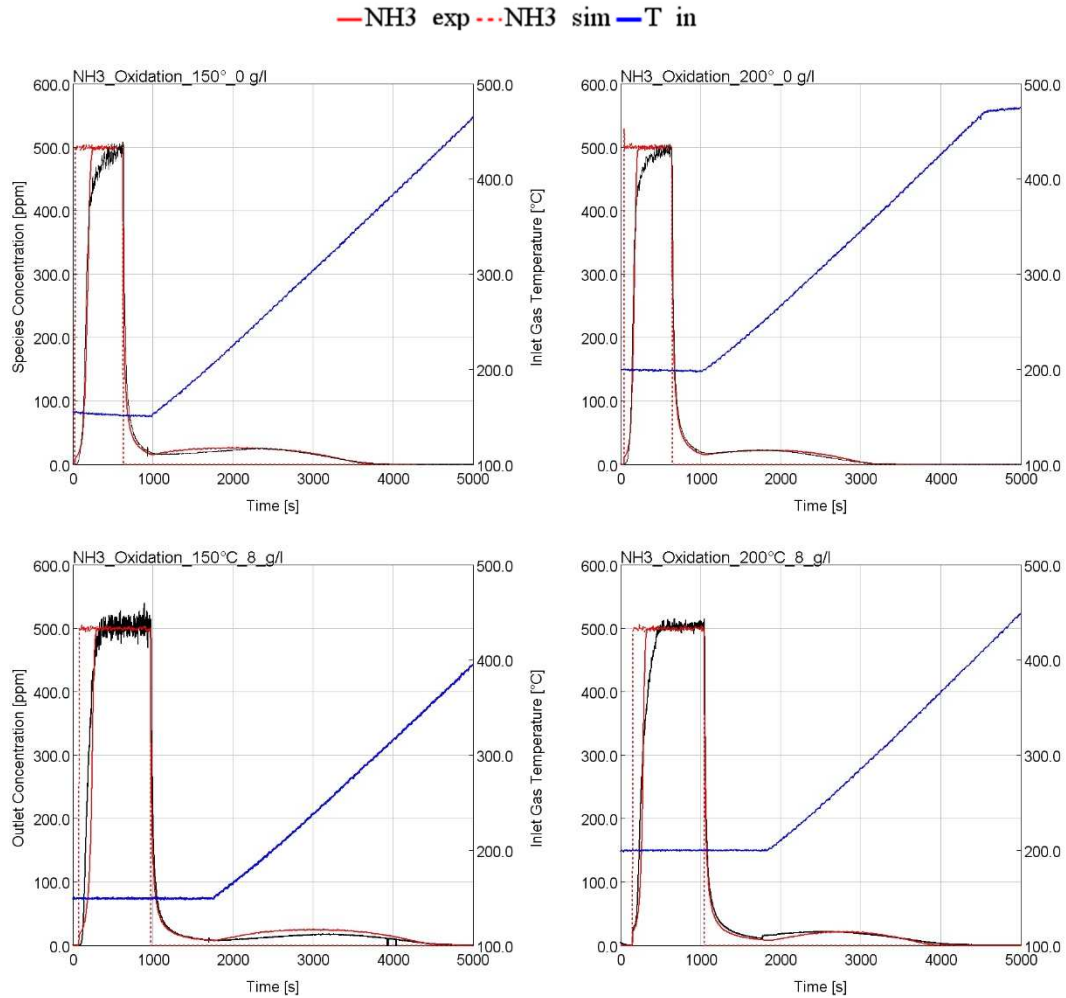 NH3 exp NH3 sim T in
NH3_Oxidation_150°_0 g/l
600.0
500.0
400.0
300.0
200.0
100.0
0.0
Species Concentration [ppm]
500.0
400.0
300.0
200.0
100.0
Inlet Gas Temperature [°C]
0 1000 2000 3000 4000 5000
Time [s]
NH3_Oxidation_200°_0 g/l
600.0
500.0
400.0
300.0
200.0
100.0
0.0
500.0
400.0
300.0
200.0
100.0
0 1000 2000 3000 4000 5000
Time [s]
NH3_Oxidation_150°C_8_g/l
600.0
500.0
400.0
300.0
200.0
100.0
0.0
Outlet Concentration [ppm]
500.0
400.0
300.0
200.0
100.0
Inlet Gas Temperature [°C]
0 1000 2000 3000 4000 5000
Time [s]
NH3_Oxidation_200°C_8_g/l
600.0
500.0
400.0
300.0
200.0
100.0
0.0
500.0
400.0
300.0
200.0
100.0
0 1000 2000 3000 4000 5000
Time [s]